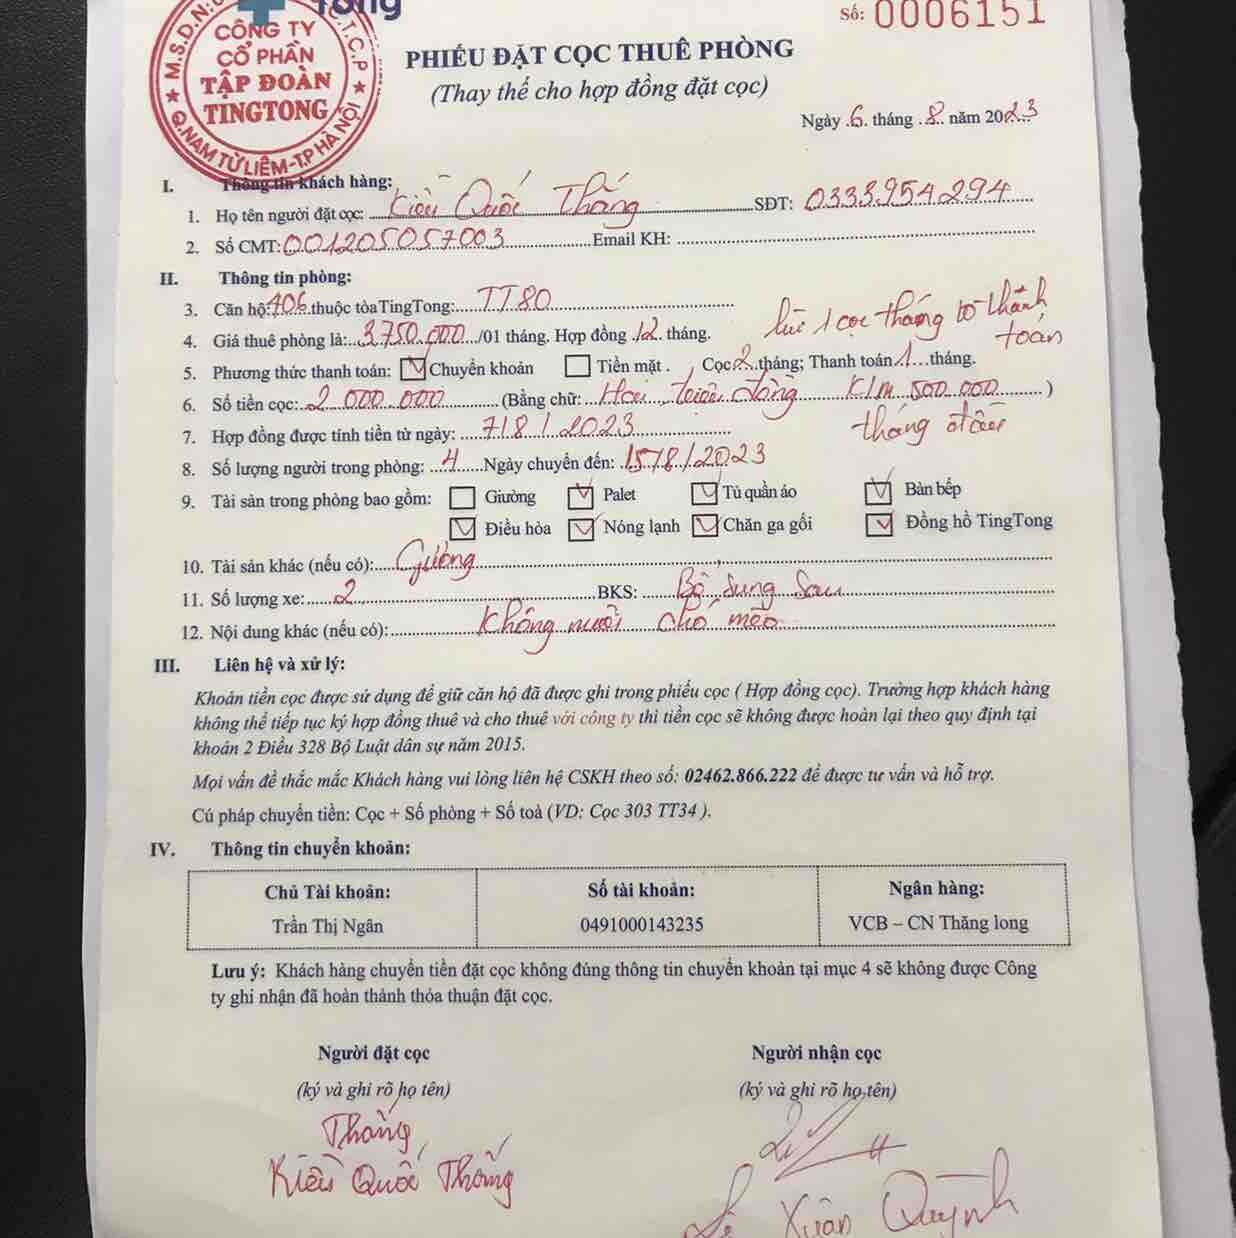 Tong
M.S.D.N:0 C.T.C.P
CÔNG TY
CỔ PHẦN
TẬP ĐOÀN
TINGTONG
Q.NAM TỪ LIÊM-TP HÀ NỘI
Số: 0006151
PHIẾU ĐẶT CỌC THUÊ PHÒNG
(Thay thế cho hợp đồng đặt cọc)
Ngày 6 tháng 8 năm 2023
I. Thông tin khách hàng:
1. Họ tên người đặt cọc: Kiều Quốc Thắng SĐT: 0333954294
2. Số CMT: 001205057003 Email KH:
II. Thông tin phòng:
3. Căn hộ: 406 thuộc tòa TingTong: TT80
4. Giá thuê phòng là: 3750.000 /01 tháng. Hợp đồng 12 tháng.
lùi 1 cọc tháng 10 thanh toán
5. Phương thức thanh toán: Chuyển khoản Tiền mặt . Cọc 2 tháng; Thanh toán 1 tháng.
6. Số tiền cọc: 2 000.000 (Bằng chữ: Hai triệu đồng )
KM 500.000 tháng đầu
7. Hợp đồng được tính tiền từ ngày: 7/8/2023
8. Số lượng người trong phòng: 4 Ngày chuyển đến: 15/8/2023
9. Tài sản trong phòng bao gồm: Giường Palet Tủ quần áo Bàn bếp
Điều hòa Nóng lạnh Chăn ga gối Đồng hồ TingTong
10. Tài sản khác (nếu có): Gương
11. Số lượng xe: 2 BKS: Bổ sung sau
12. Nội dung khác (nếu có): Không nuôi chó mèo
III. Liên hệ và xử lý:
Khoản tiền cọc được sử dụng để giữ căn hộ đã được ghi trong phiếu cọc ( Hợp đồng cọc). Trường hợp khách hàng
không thể tiếp tục ký hợp đồng thuê và cho thuê với công ty thì tiền cọc sẽ không được hoàn lại theo quy định tại
khoản 2 Điều 328 Bộ Luật dân sự năm 2015.
Mọi vấn đề thắc mắc Khách hàng vui lòng liên hệ CSKH theo số: 02462.866.222 để được tư vấn và hỗ trợ.
Cú pháp chuyển tiền: Cọc + Số phòng + Số toà (VD: Cọc 303 TT34 ).
IV. Thông tin chuyển khoản:
Chủ Tài khoản: Số tài khoản: Ngân hàng:
Trần Thị Ngân 0491000143235 VCB – CN Thăng long
Lưu ý: Khách hàng chuyển tiền đặt cọc không đúng thông tin chuyển khoản tại mục 4 sẽ không được Công
ty ghi nhận đã hoàn thành thỏa thuận đặt cọc.
Người đặt cọc Người nhận cọc
(ký và ghi rõ họ tên) (ký và ghi rõ họ tên)
Thắng
Kiều Quốc Thắng
Lê Xuân Quỳnh